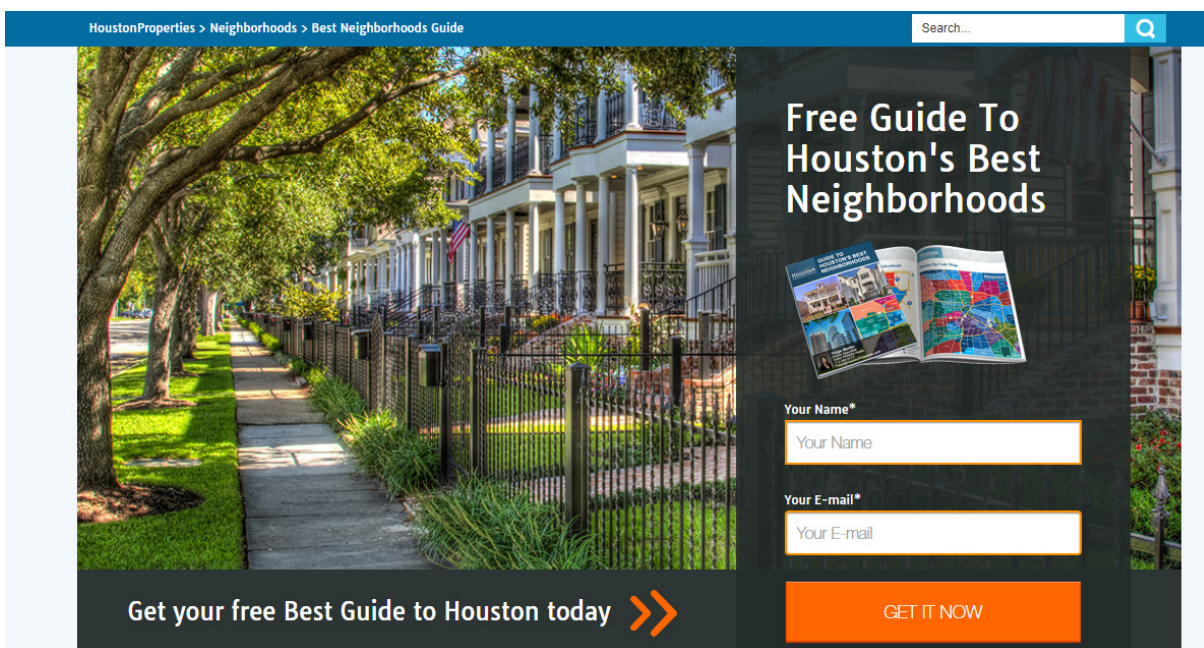 HoustonProperties > Neighborhoods > Best Neighborhoods Guide
Search...
Free Guide To
Houston's Best
Neighborhoods
GUIDE TO
HOUSTON'S BEST
NEIGHBORHOODS
Houston
Your Name*
Your Name
Your E-mail*
Your E-mail
Get your free Best Guide to Houston today
GET IT NOW